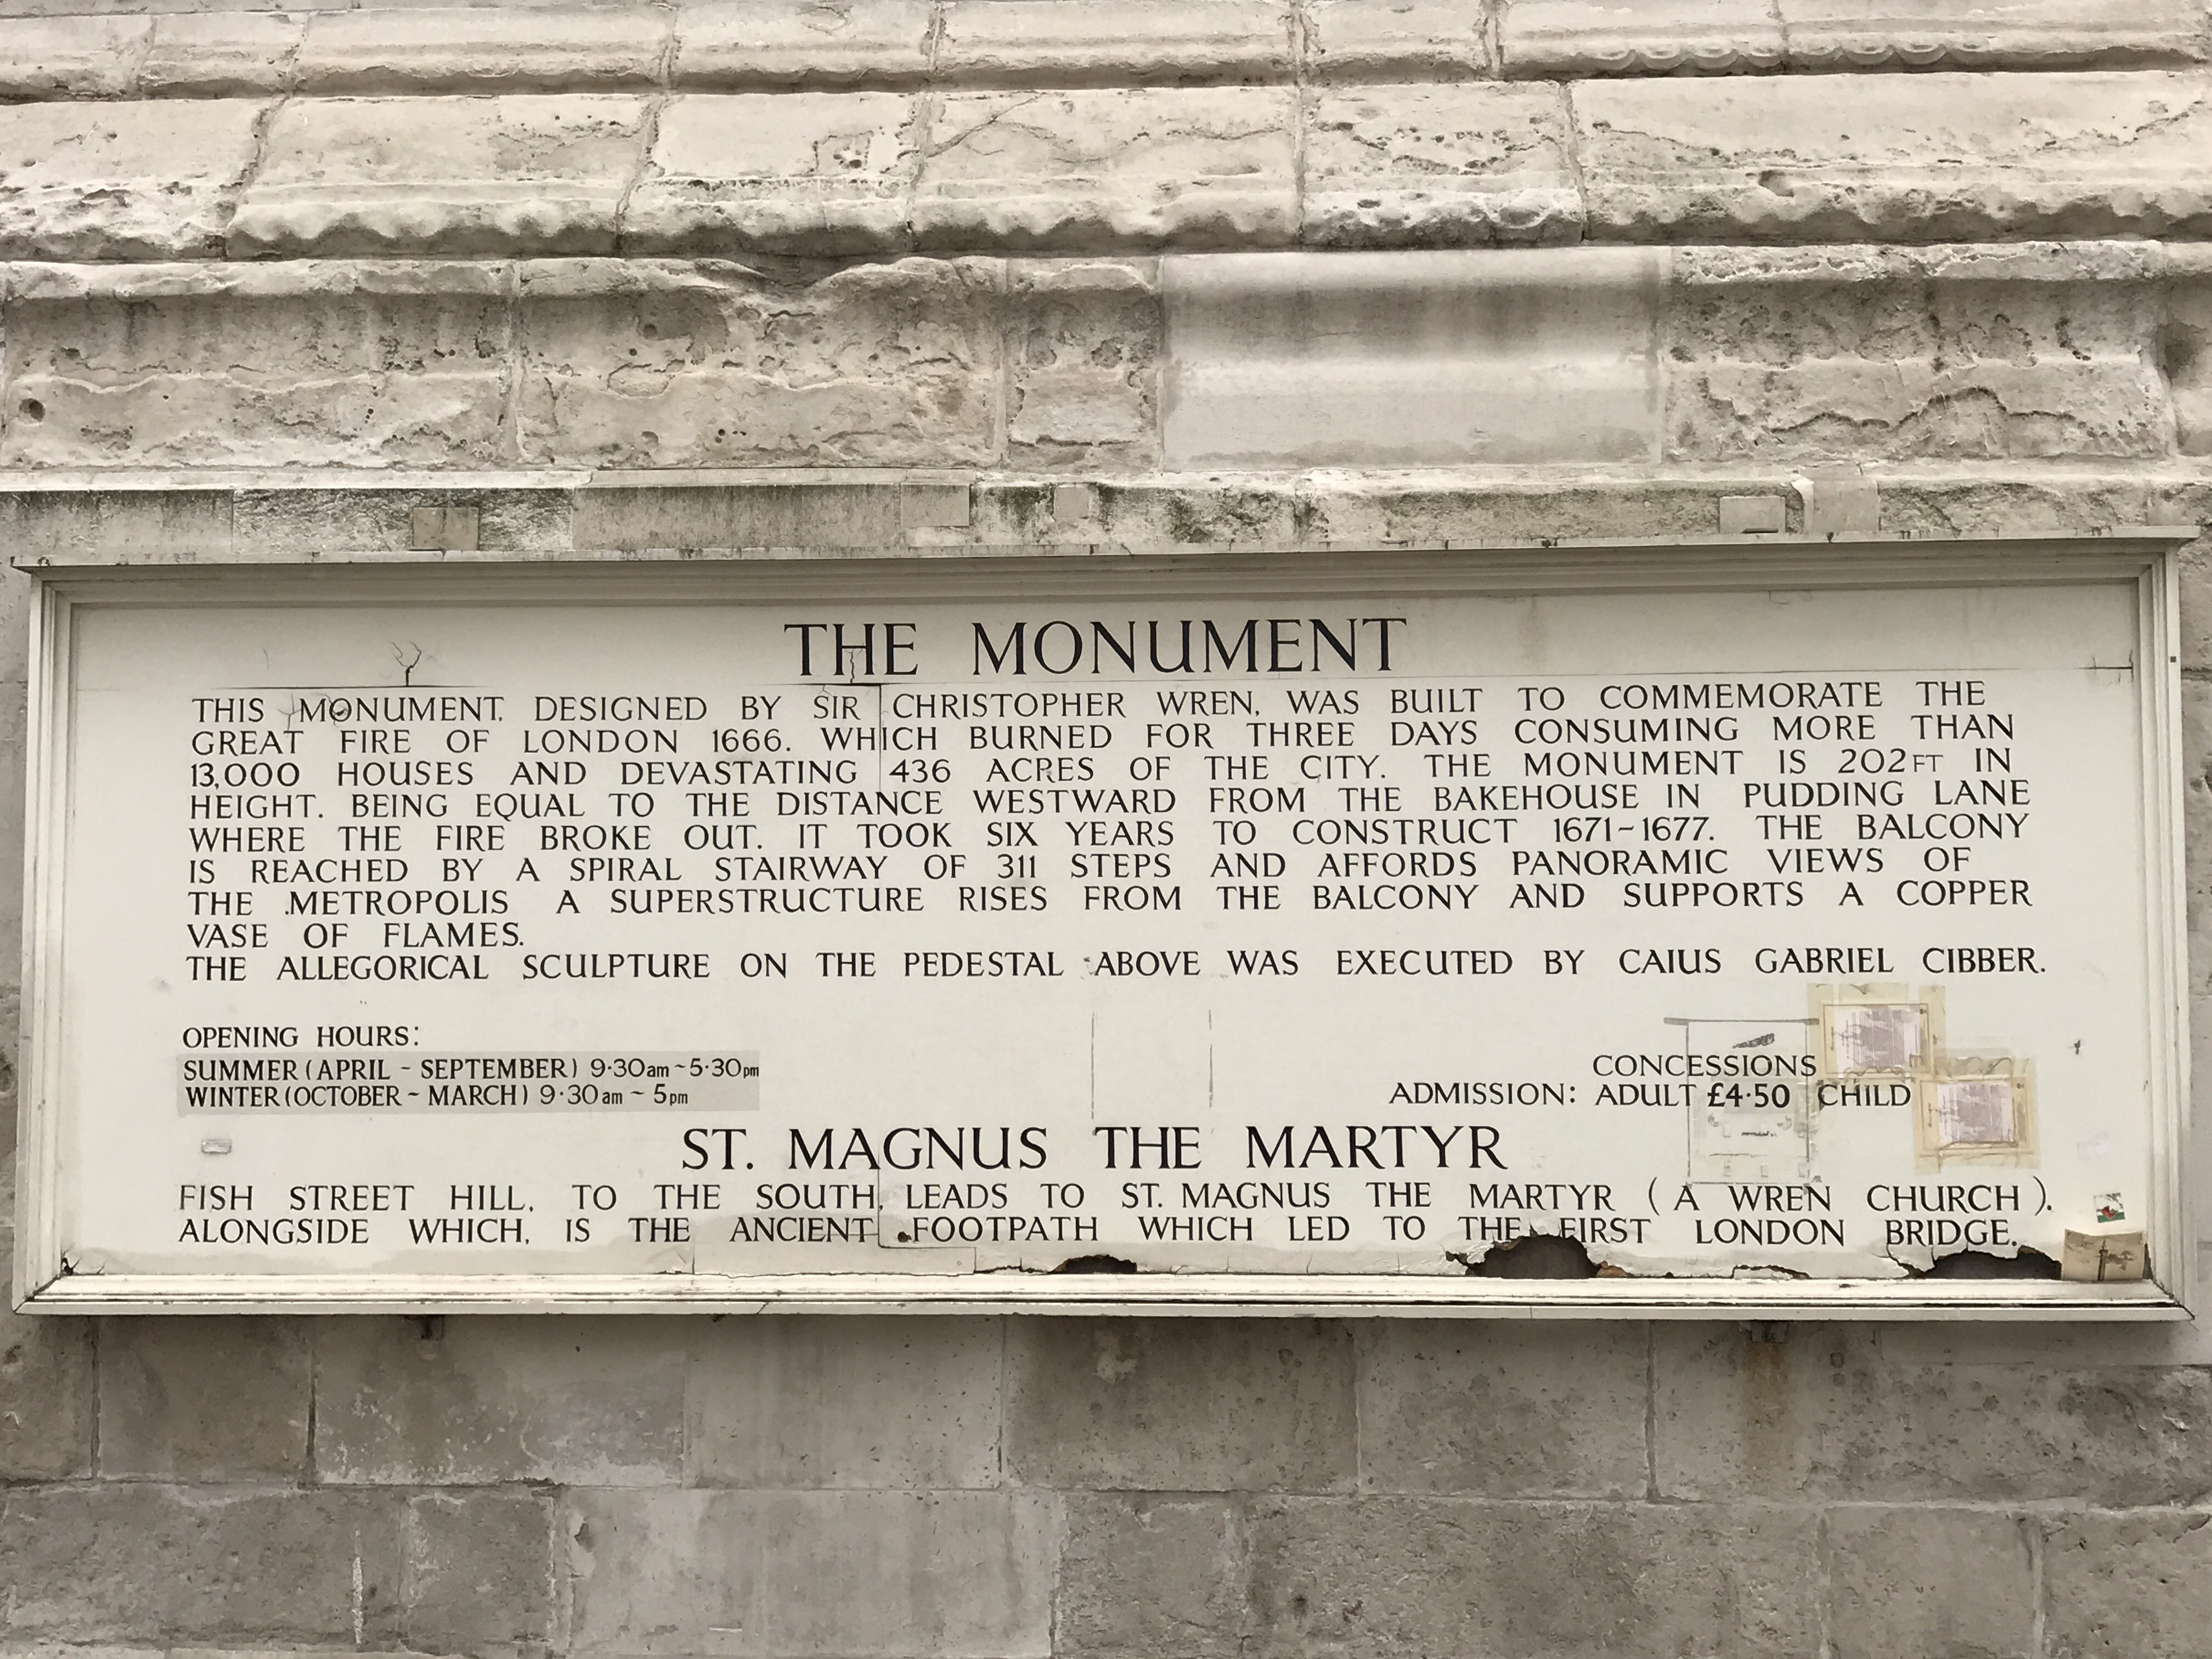 THE MONUMENT
THIS MONUMENT, DESIGNED BY SIR CHRISTOPHER WREN, WAS BUILT TO COMMEMORATE THE
GREAT FIRE OF LONDON 1666. WHICH BURNED FOR THREE DAYS CONSUMING MORE THAN
13,000 HOUSES AND DEVASTATING 436 ACRES OF THE CITY. THE MONUMENT IS 202FT IN
HEIGHT. BEING EQUAL TO THE DISTANCE WESTWARD FROM THE BAKEHOUSE IN PUDDING LANE
WHERE THE FIRE BROKE OUT. IT TOOK SIX YEARS TO CONSTRUCT 1671~1677. THE BALCONY
IS REACHED BY A SPIRAL STAIRWAY OF 311 STEPS AND AFFORDS PANORAMIC VIEWS OF
THE METROPOLIS A SUPERSTRUCTURE RISES FROM THE BALCONY AND SUPPORTS A COPPER
VASE OF FLAMES.
THE ALLEGORICAL SCULPTURE ON THE PEDESTAL ABOVE WAS EXECUTED BY CAIUS GABRIEL CIBBER.
OPENING HOURS:
SUMMER (APRIL ~ SEPTEMBER) 9·30am ~ 5·30pm
WINTER (OCTOBER ~ MARCH) 9·30am ~ 5pm
CONCESSIONS
ADMISSION: ADULT £4·50 CHILD
ST. MAGNUS THE MARTYR
FISH STREET HILL, TO THE SOUTH, LEADS TO ST. MAGNUS THE MARTYR (A WREN CHURCH).
ALONGSIDE WHICH, IS THE ANCIENT FOOTPATH WHICH LED TO THE FIRST LONDON BRIDGE.